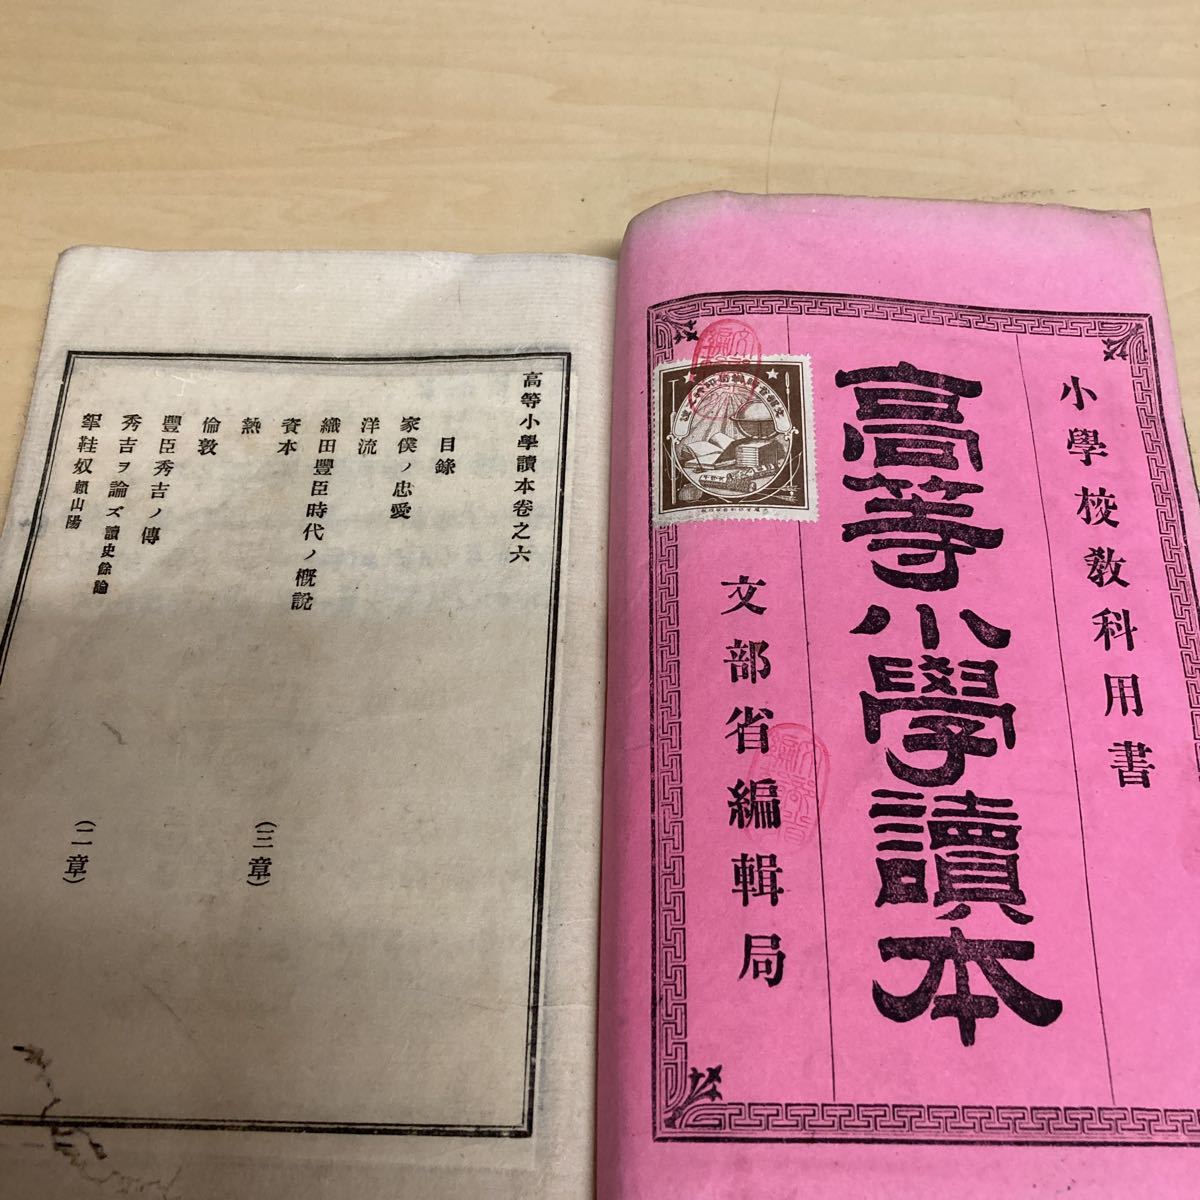 小學校教科用書
高等小學讀本
文部省編輯局
高等小學讀本卷之六
目錄
家僕ノ忠愛
洋流
織田豐臣時代ノ概說
資本
熱
(三章)
倫敦
豐臣秀吉ノ傳
秀吉ヲ論ズ 讀史餘論
挐鞋奴 賴山陽
(二章)